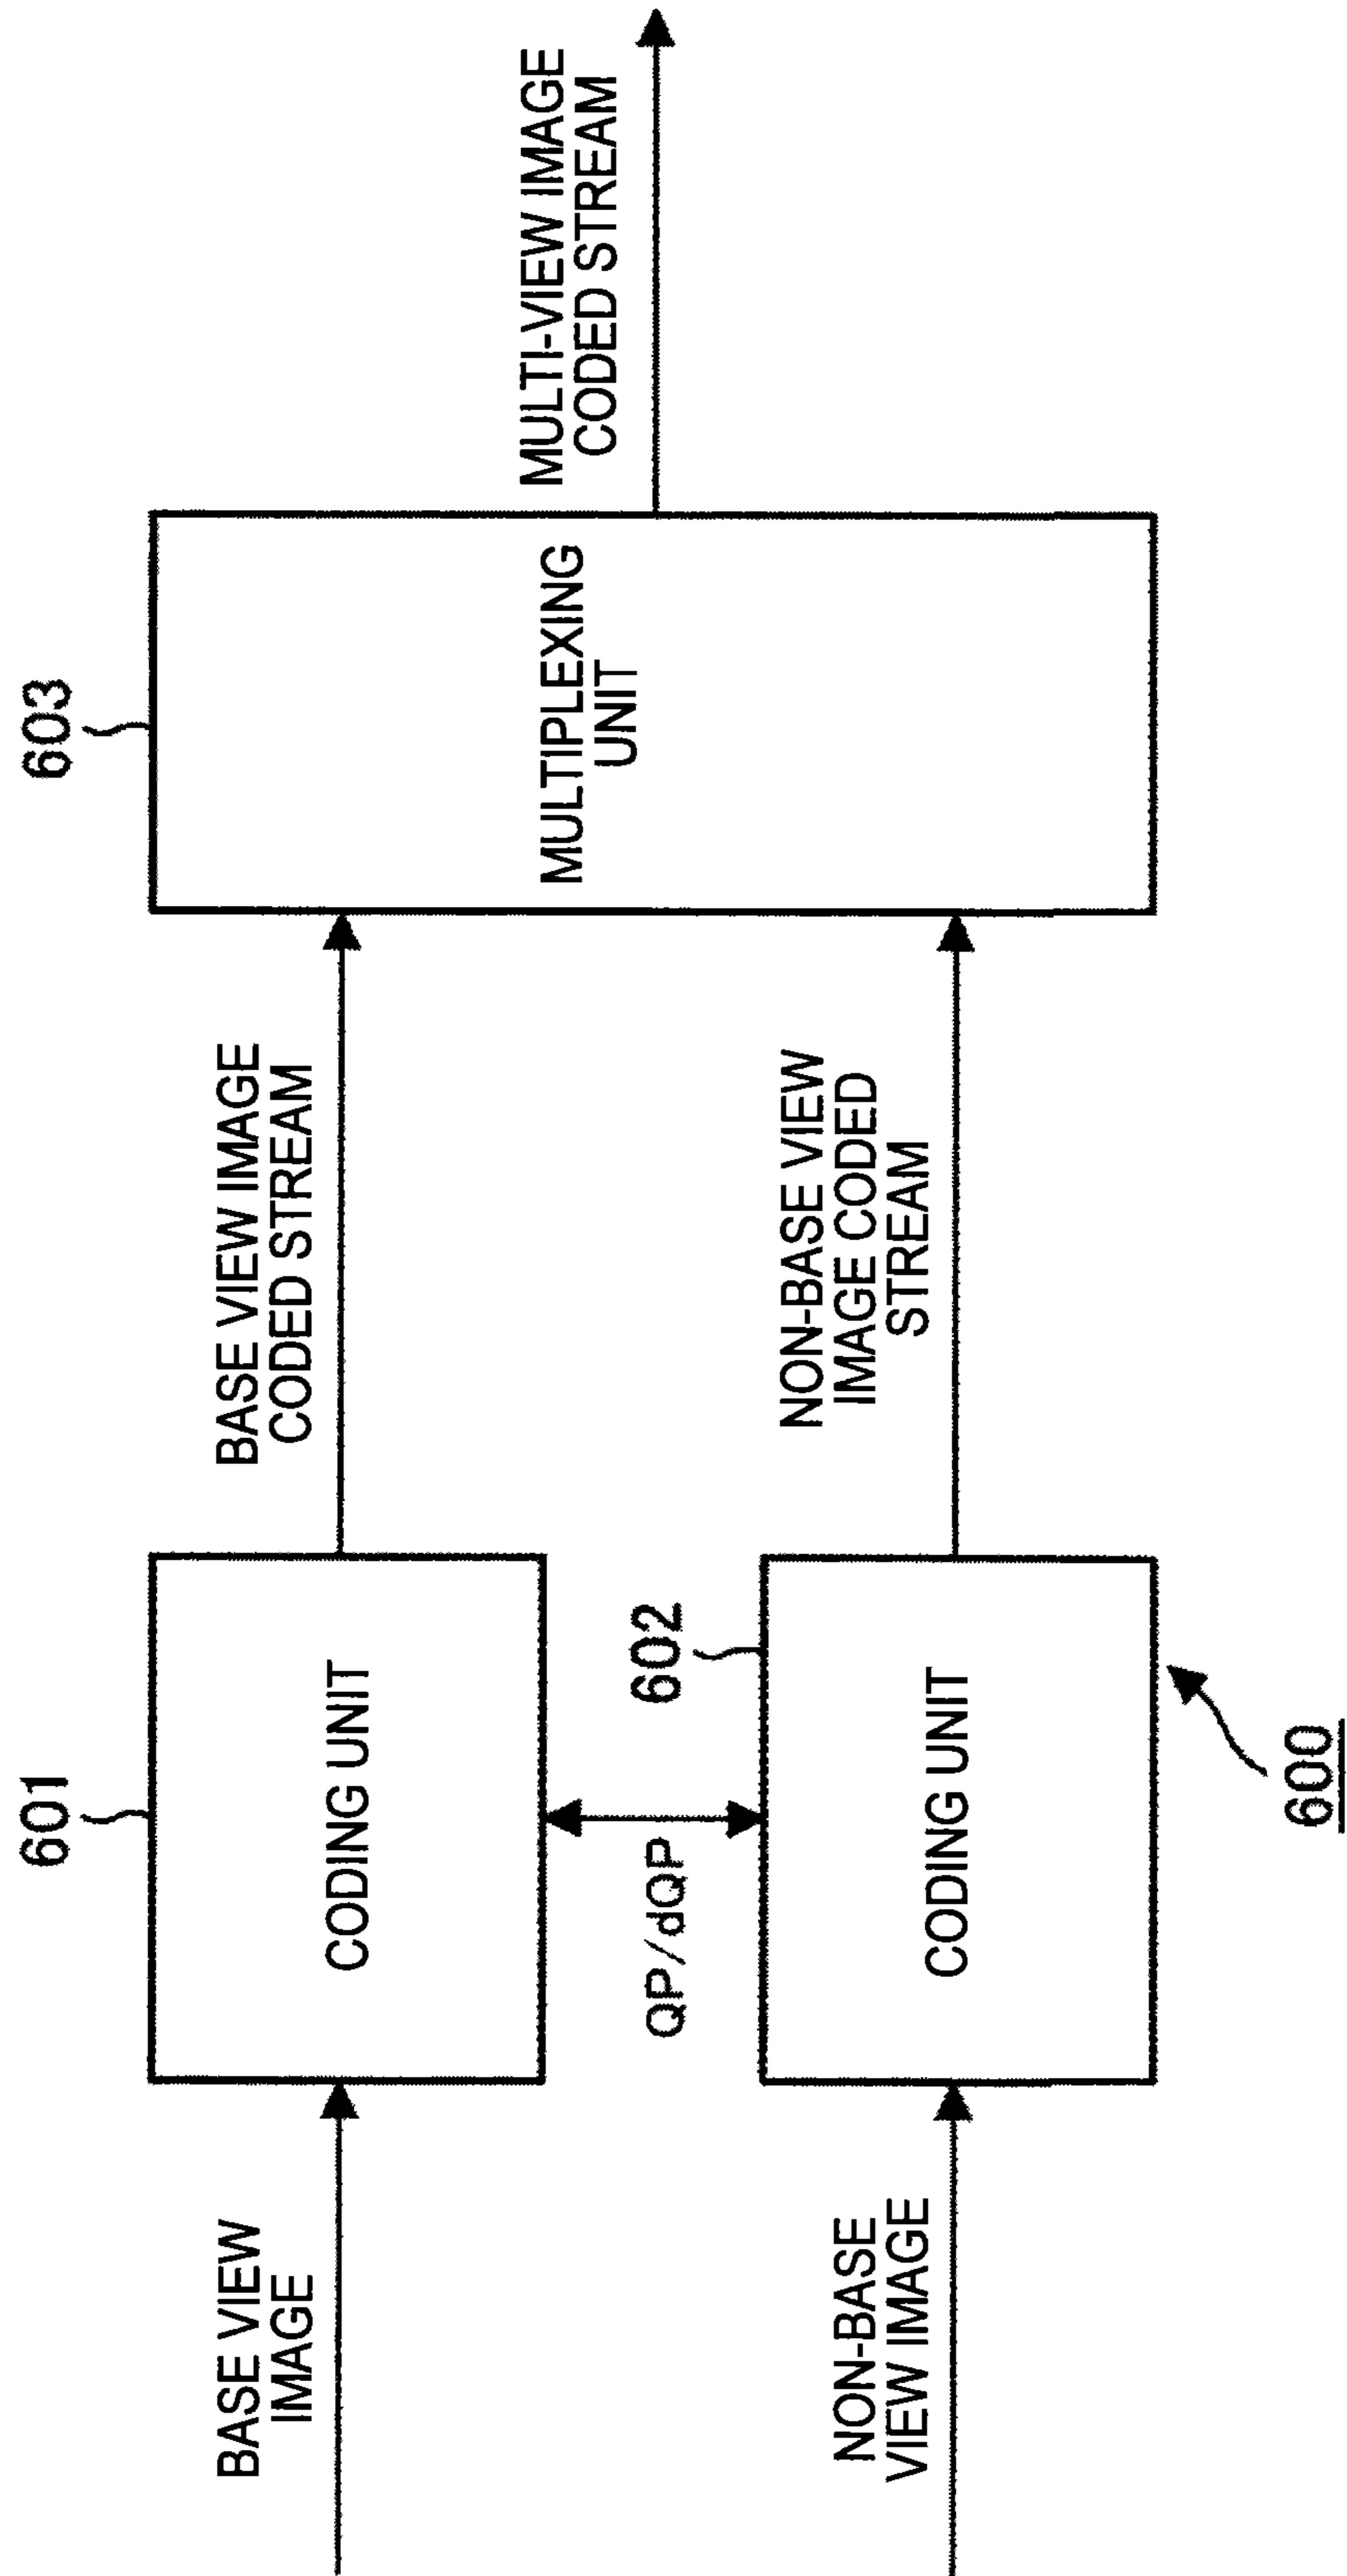 601
603
BASE VIEW
IMAGE
CODING UNIT
BASE VIEW IMAGE
CODED STREAM
MULTIPLEXING
UNIT
MULTI-VIEW IMAGE
CODED STREAM
QP/dQP
602
NON-BASE
VIEW IMAGE
CODING UNIT
NON-BASE VIEW
IMAGE CODED
STREAM
600